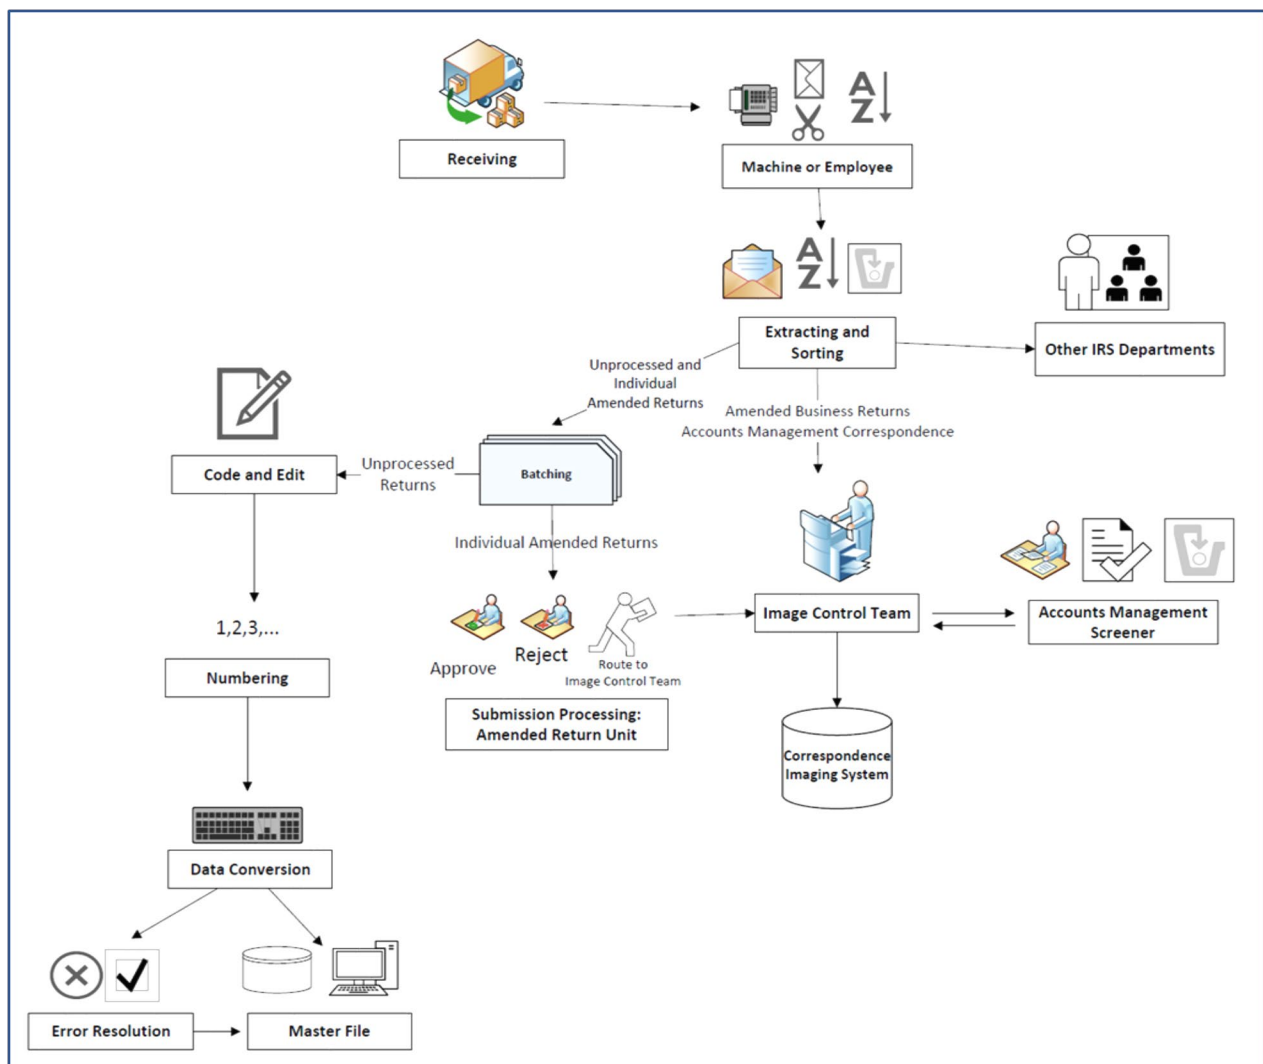 A
Z
Receiving
Machine or Employee
A
Z
Extracting and
Sorting
Other IRS Departments
Unprocessed and
Individual
Amended Returns
Amended Business Returns
Accounts Management Correspondence
Code and Edit
Unprocessed
Returns
Batching
Individual Amended Returns
1,2,3,...
Approve
Reject
Route to
Image Control Team
Image Control Team
Accounts Management
Screener
Numbering
Submission Processing:
Amended Return Unit
Correspondence
Imaging System
Data Conversion
Error Resolution
Master File